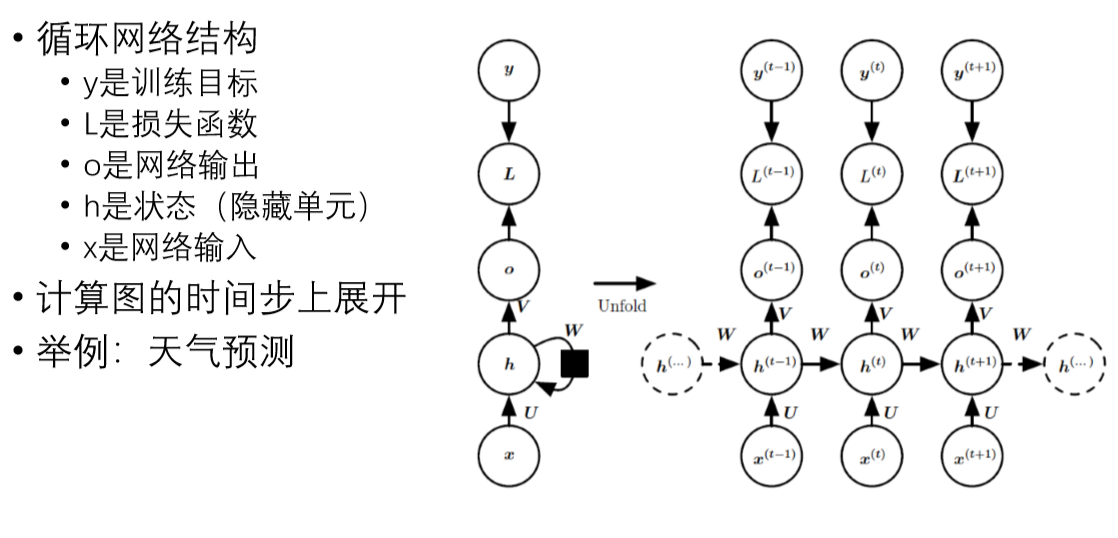 • 循环网络结构
• y是训练目标
• L是损失函数
• o是网络输出
• h是状态（隐藏单元）
• x是网络输入
• 计算图的时间步上展开
• 举例：天气预测
y
L
o
V
W
h
U
x
Unfold
y^(t−1) y^(t) y^(t+1)
L^(t−1) L^(t) L^(t+1)
o^(t−1) o^(t) o^(t+1)
V V V
W W W W
h^(...) h^(t−1) h^(t) h^(t+1) h^(...)
U U U
x^(t−1) x^(t) x^(t+1)